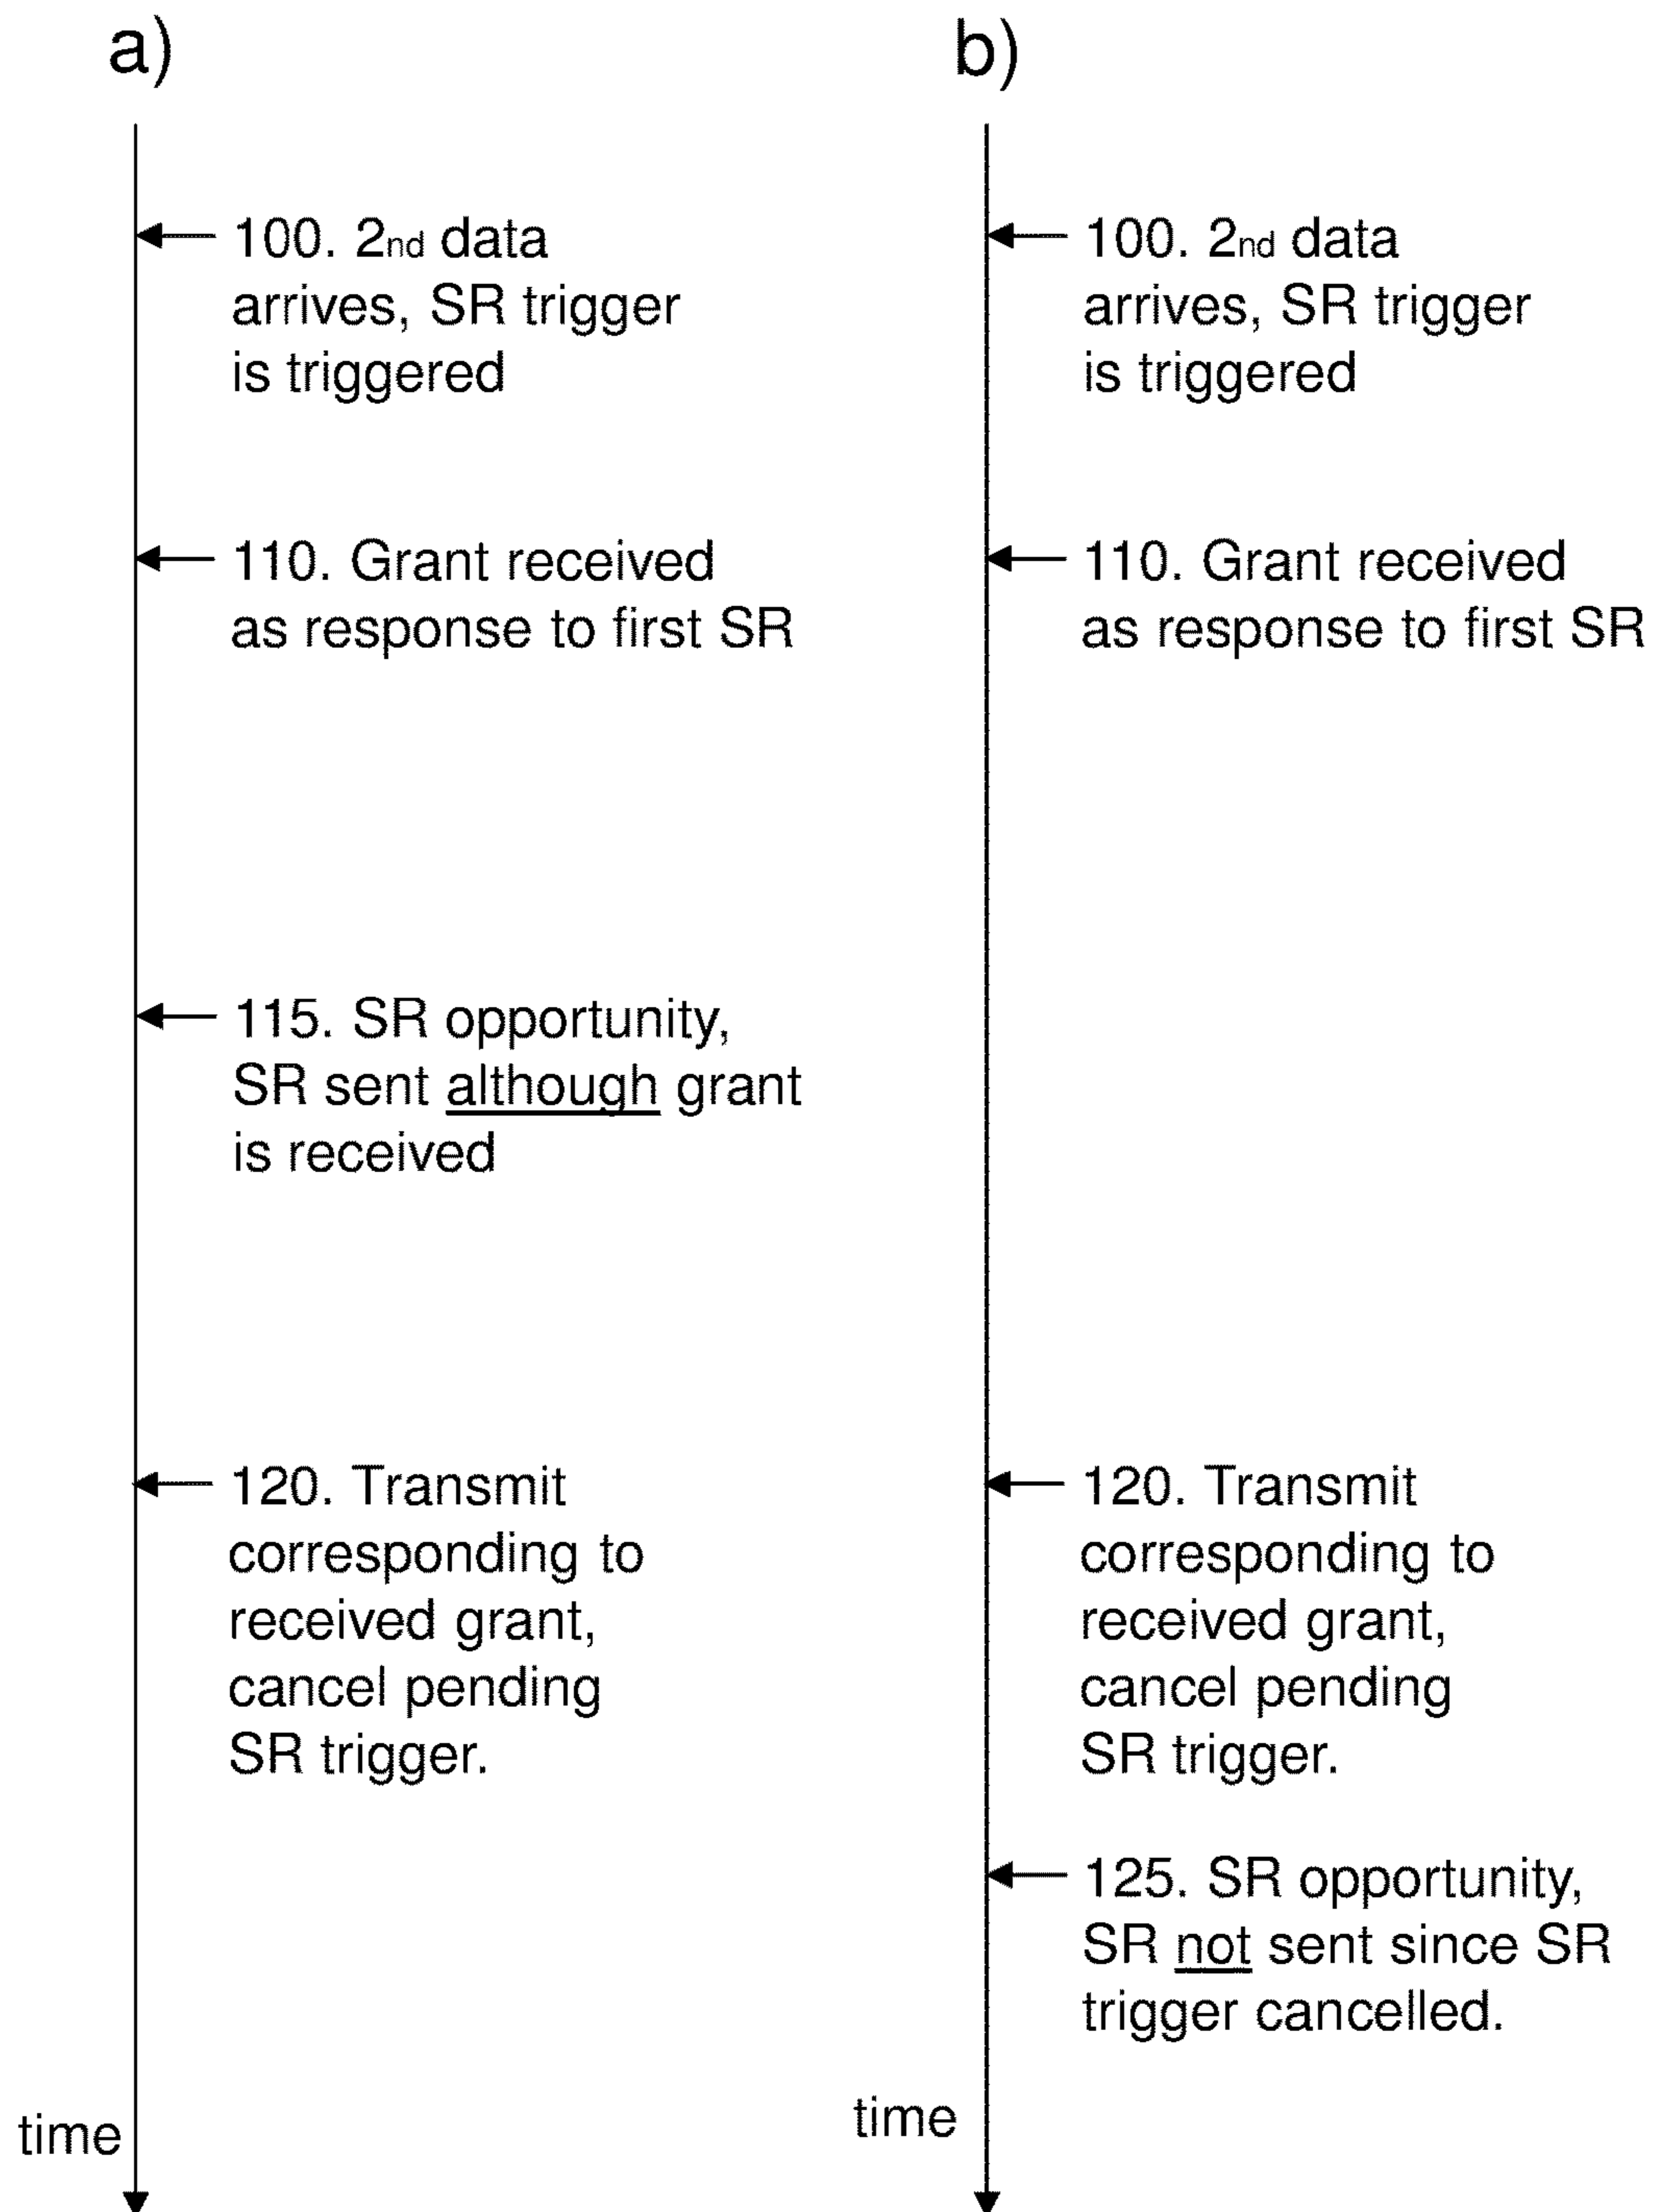 a)
100. 2nd data
arrives, SR trigger
is triggered
110. Grant received
as response to first SR
115. SR opportunity,
SR sent although grant
is received
120. Transmit
corresponding to
received grant,
cancel pending
SR trigger.
time
b)
100. 2nd data
arrives, SR trigger
is triggered
110. Grant received
as response to first SR
120. Transmit
corresponding to
received grant,
cancel pending
SR trigger.
125. SR opportunity,
SR not sent since SR
trigger cancelled.
time